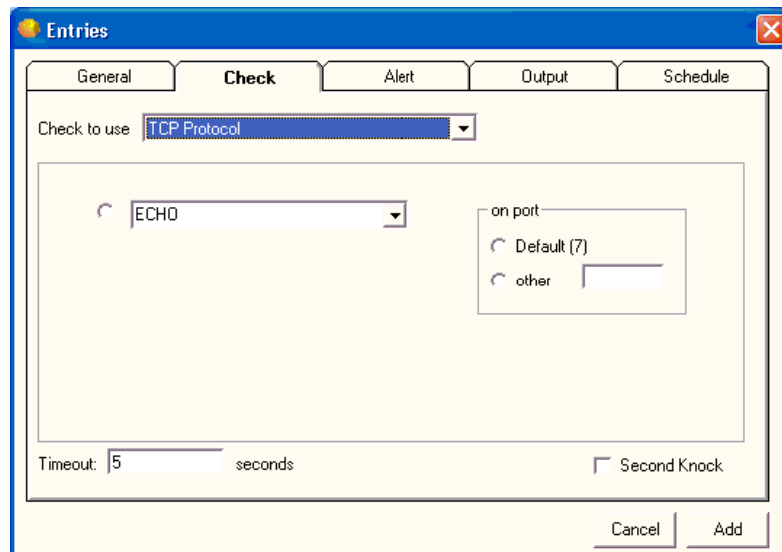 Entries
General Check Alert Output Schedule
Check to use TCP Protocol
ECHO
on port
Default (7)
other
Timeout: 5 seconds
Second Knock
Cancel Add